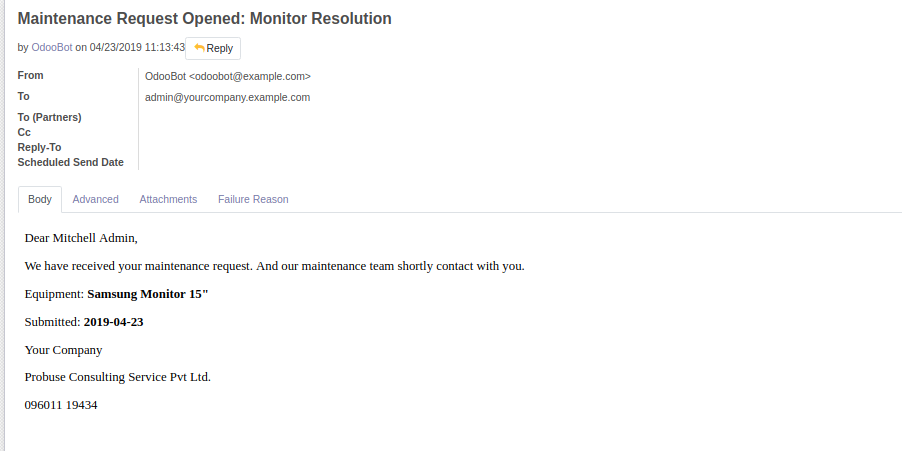 Maintenance Request Opened: Monitor Resolution
by OdooBot on 04/23/2019 11:13:43 Reply
From OdooBot <odoobot@example.com>
To admin@yourcompany.example.com
To (Partners)
Cc
Reply-To
Scheduled Send Date
Body Advanced Attachments Failure Reason
Dear Mitchell Admin,
We have received your maintenance request. And our maintenance team shortly contact with you.
Equipment: Samsung Monitor 15"
Submitted: 2019-04-23
Your Company
Probuse Consulting Service Pvt Ltd.
096011 19434